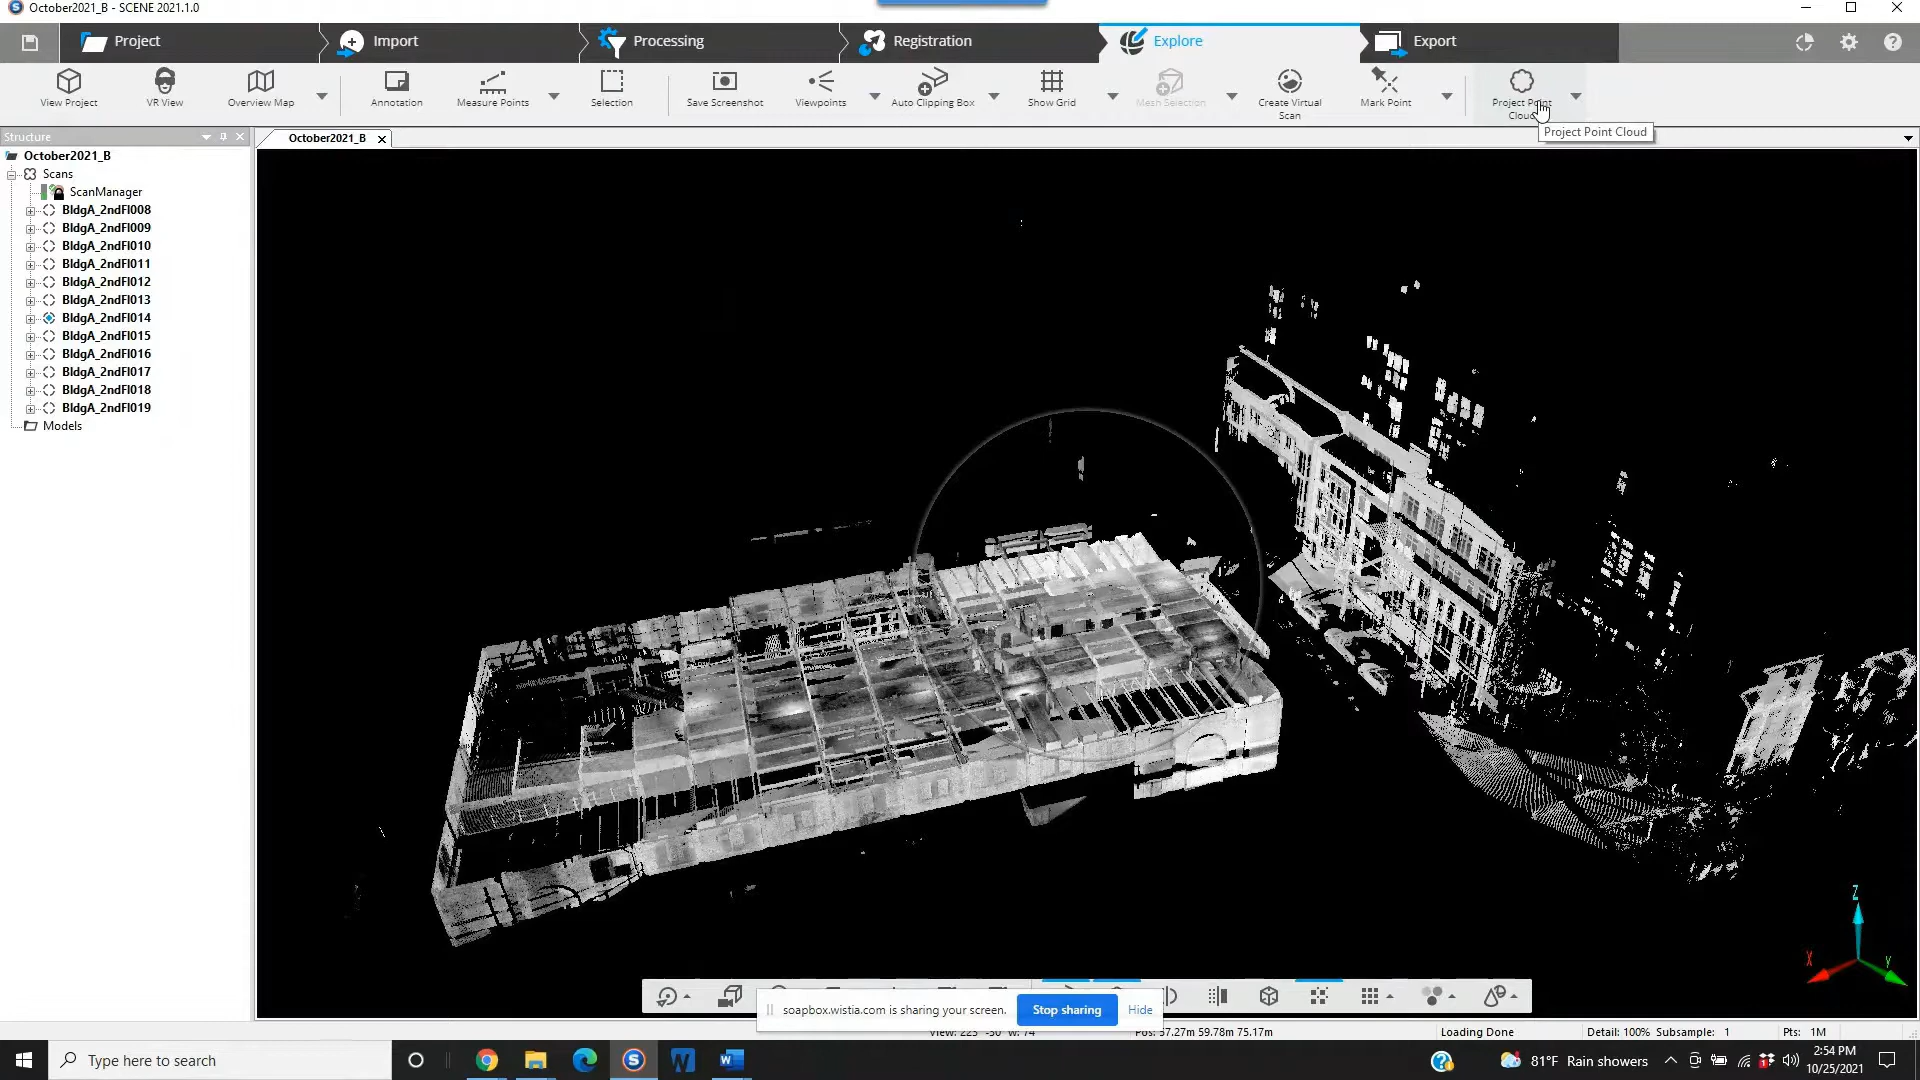 October2021_B - SCENE 2021.1.0
Project
Import
Processing
Registration
Explore
Export
View Project
VR View
Overview Map
Annotation
Measure Points
Selection
Save Screenshot
Viewpoints
Auto Clipping Box
Show Grid
Mesh Selection
Create Virtual
Scan
Mark Point
Project Point
Cloud
Project Point Cloud
Structure
October2021_B
October2021_B
Scans
ScanManager
BldgA_2ndFl008
BldgA_2ndFl009
BldgA_2ndFl010
BldgA_2ndFl011
BldgA_2ndFl012
BldgA_2ndFl013
BldgA_2ndFl014
BldgA_2ndFl015
BldgA_2ndFl016
BldgA_2ndFl017
BldgA_2ndFl018
BldgA_2ndFl019
Models
Z
X
Y
soapbox.wistia.com is sharing your screen.
Stop sharing
Hide
Loading Done
Detail: 100% Subsample: 1
Pts: 1M
Type here to search
81°F Rain showers
2:54 PM
10/25/2021